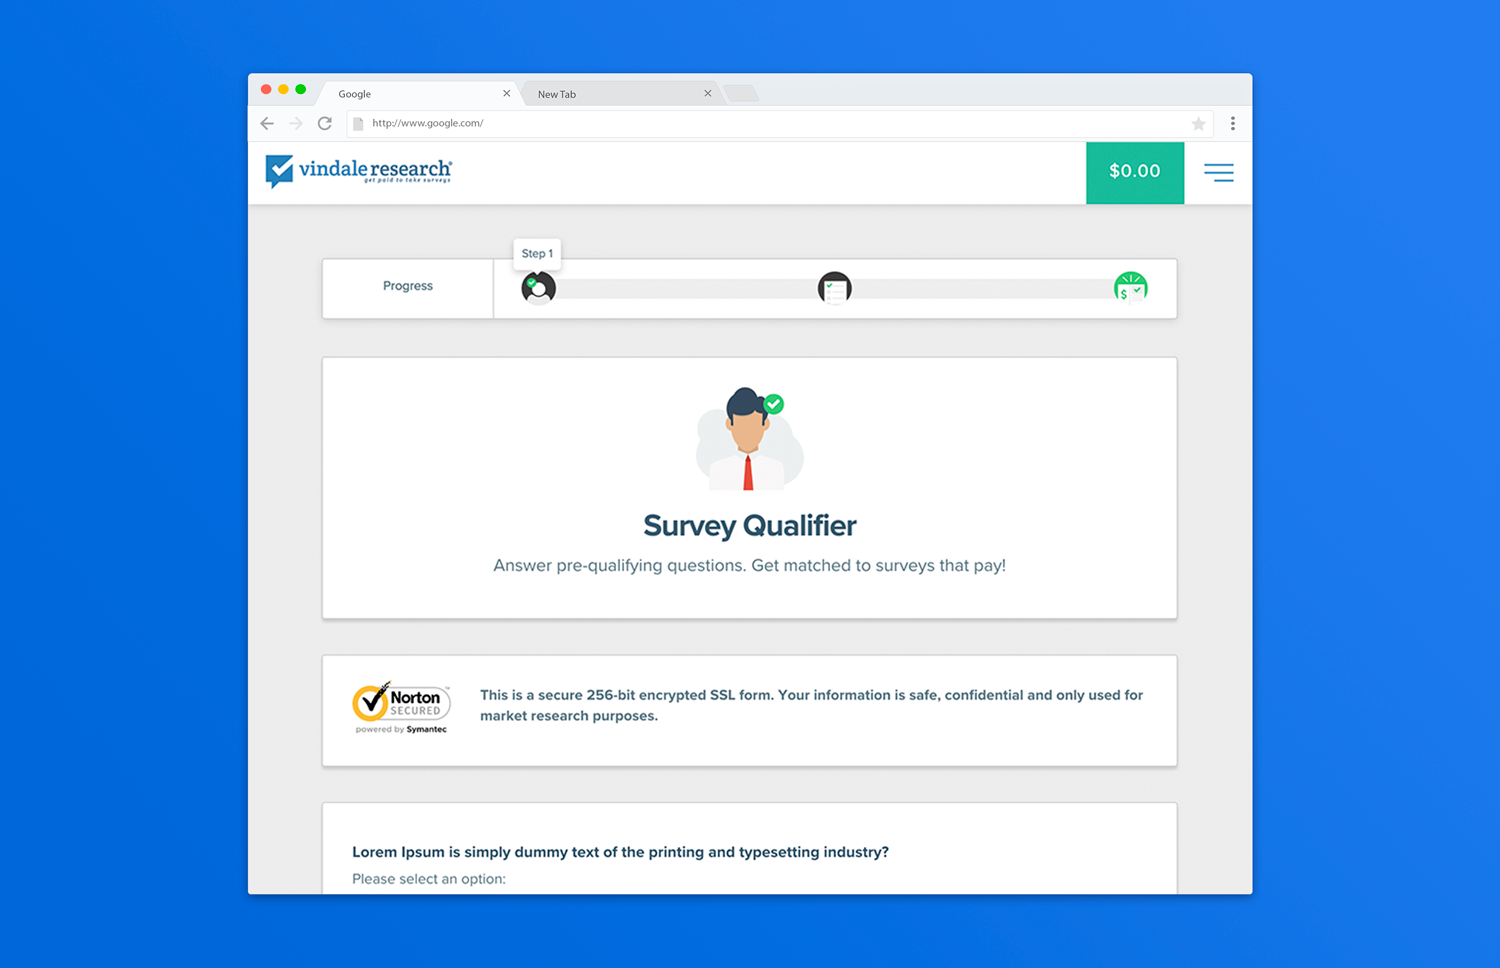 Google
New Tab
http://www.google.com/
vindale research®
get paid to take surveys
$0.00
Step 1
Progress
$
Survey Qualifier
Answer pre-qualifying questions. Get matched to surveys that pay!
Norton™
SECURED
powered by Symantec
This is a secure 256-bit encrypted SSL form. Your information is safe, confidential and only used for
market research purposes.
Lorem Ipsum is simply dummy text of the printing and typesetting industry?
Please select an option: